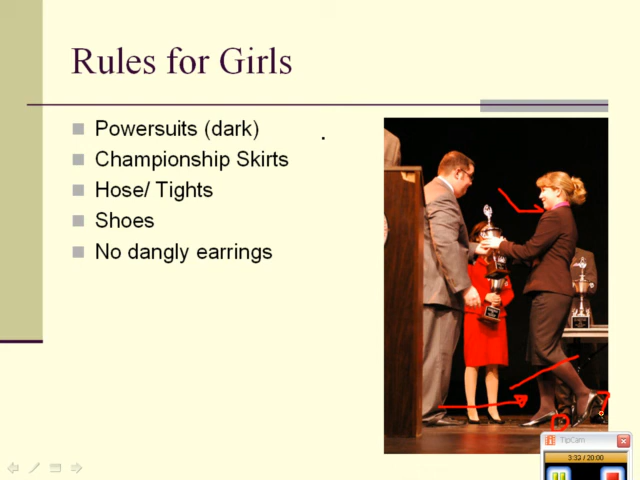 Rules for Girls
Powersuits (dark)
Championship Skirts
Hose/ Tights
Shoes
No dangly earrings
TipCam
3:32 / 20:00